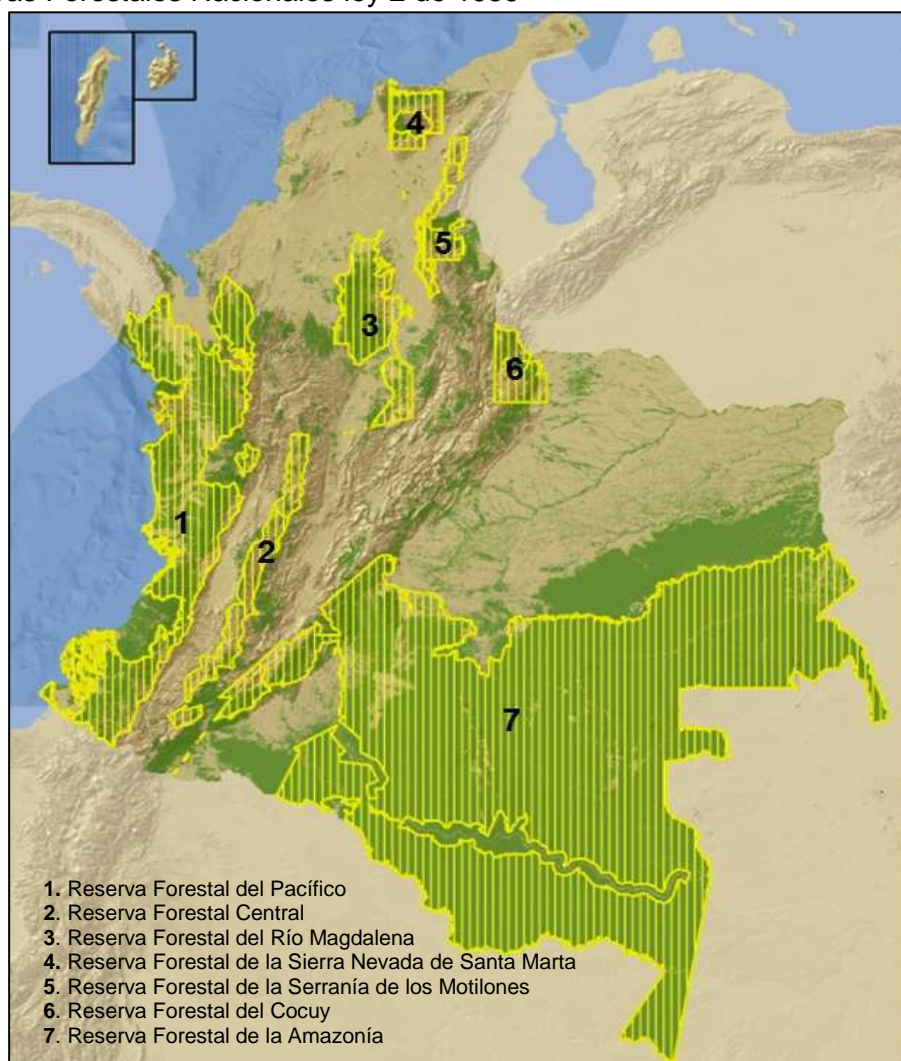 Forestales Nacionales ley 2 de
4
5
3
6
1
2
7
1. Reserva Forestal del Pacífico
2. Reserva Forestal Central
3. Reserva Forestal del Río Magdalena
4. Reserva Forestal de la Sierra Nevada de Santa Marta
5. Reserva Forestal de la Serranía de los Motilones
6. Reserva Forestal del Cocuy
7. Reserva Forestal de la Amazonía